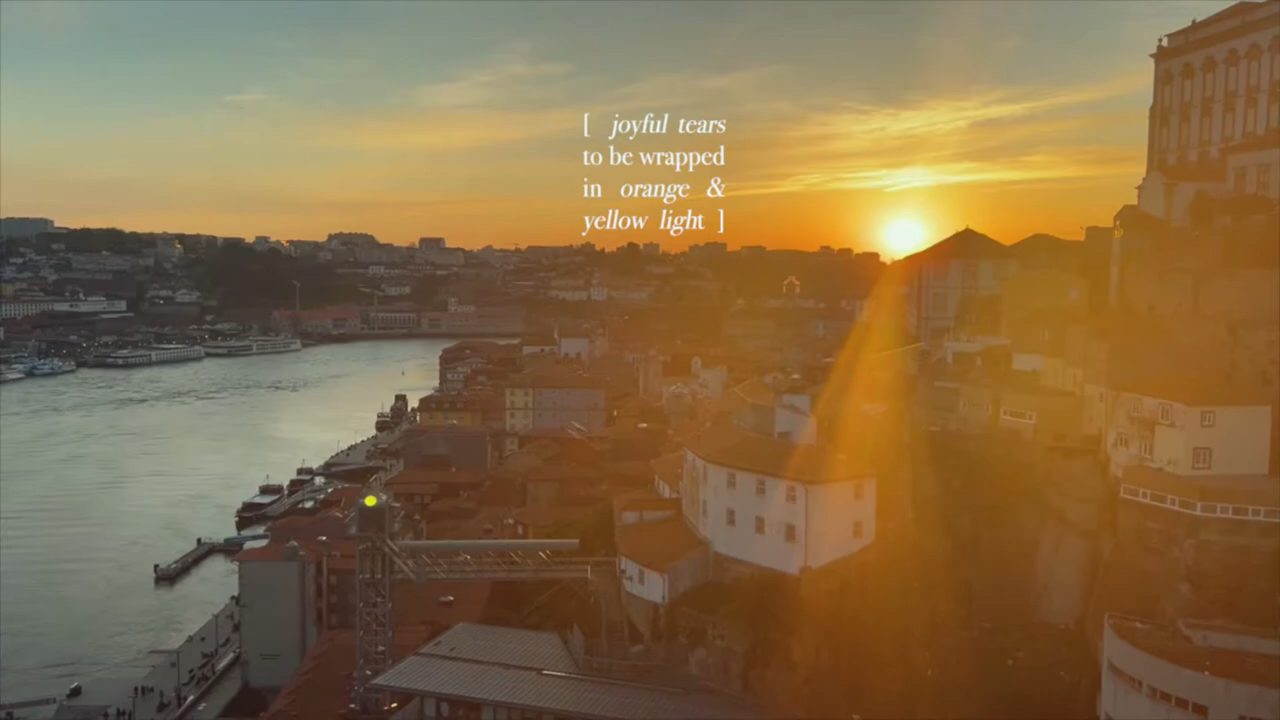 [ joyful tears
to be wrapped
in orange &
yellow light ]